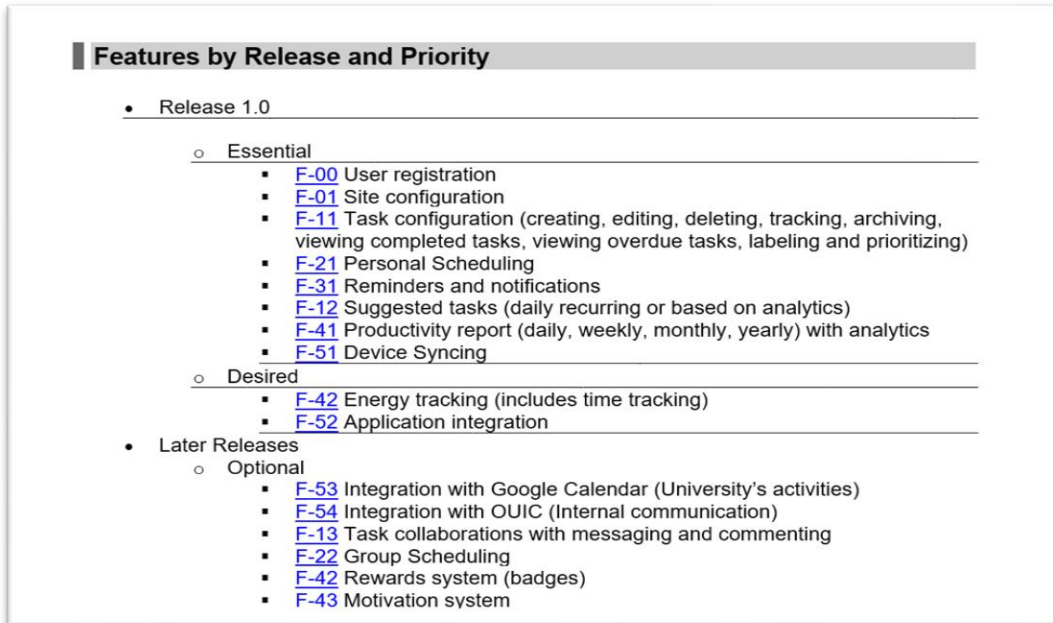 Features by Release and Priority
• Release 1.0
o Essential
▪ F-00 User registration
▪ F-01 Site configuration
▪ F-11 Task configuration (creating, editing, deleting, tracking, archiving,
viewing completed tasks, viewing overdue tasks, labeling and prioritizing)
▪ F-21 Personal Scheduling
▪ F-31 Reminders and notifications
▪ F-12 Suggested tasks (daily recurring or based on analytics)
▪ F-41 Productivity report (daily, weekly, monthly, yearly) with analytics
▪ F-51 Device Syncing
o Desired
▪ F-42 Energy tracking (includes time tracking)
▪ F-52 Application integration
• Later Releases
o Optional
▪ F-53 Integration with Google Calendar (University’s activities)
▪ F-54 Integration with OUIC (Internal communication)
▪ F-13 Task collaborations with messaging and commenting
▪ F-22 Group Scheduling
▪ F-42 Rewards system (badges)
▪ F-43 Motivation system